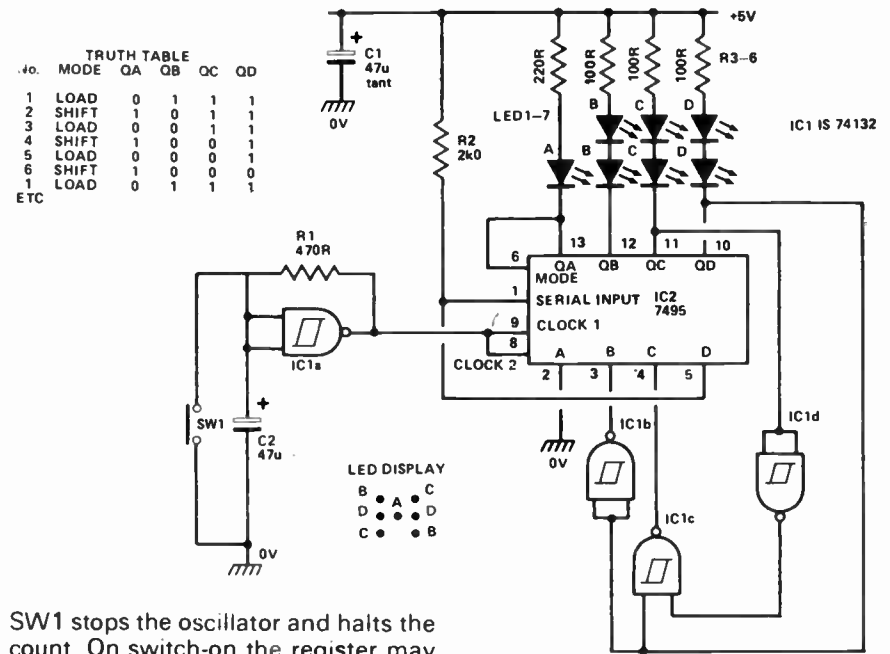 TRUTH TABLE
No. MODE QA QB QC QD
1 LOAD 0 1 1 1
2 SHIFT 1 0 1 1
3 LOAD 0 0 1 1
4 SHIFT 1 0 0 1
5 LOAD 0 0 0 1
6 SHIFT 1 0 0 0
1 LOAD 0 1 1 1
ETC
+5V
+
C1
47u
tant
0V
R2
2k0
220R
100R
100R
100R
R3-6
LED1-7
B C D
A B C D
IC1 IS 74132
R1
470R
IC1a
SW1
+
C2
47u
0V
13 12 11 10
6 QA QB QC QD
MODE
1 SERIAL INPUT IC2
7495
9 CLOCK 1
8
CLOCK 2
A B C D
2 3 4 5
0V
IC1b
IC1c
IC1d
LED DISPLAY
B A C
D D
C B
SW1 stops the oscillator and halts the
count. On switch-on the register may